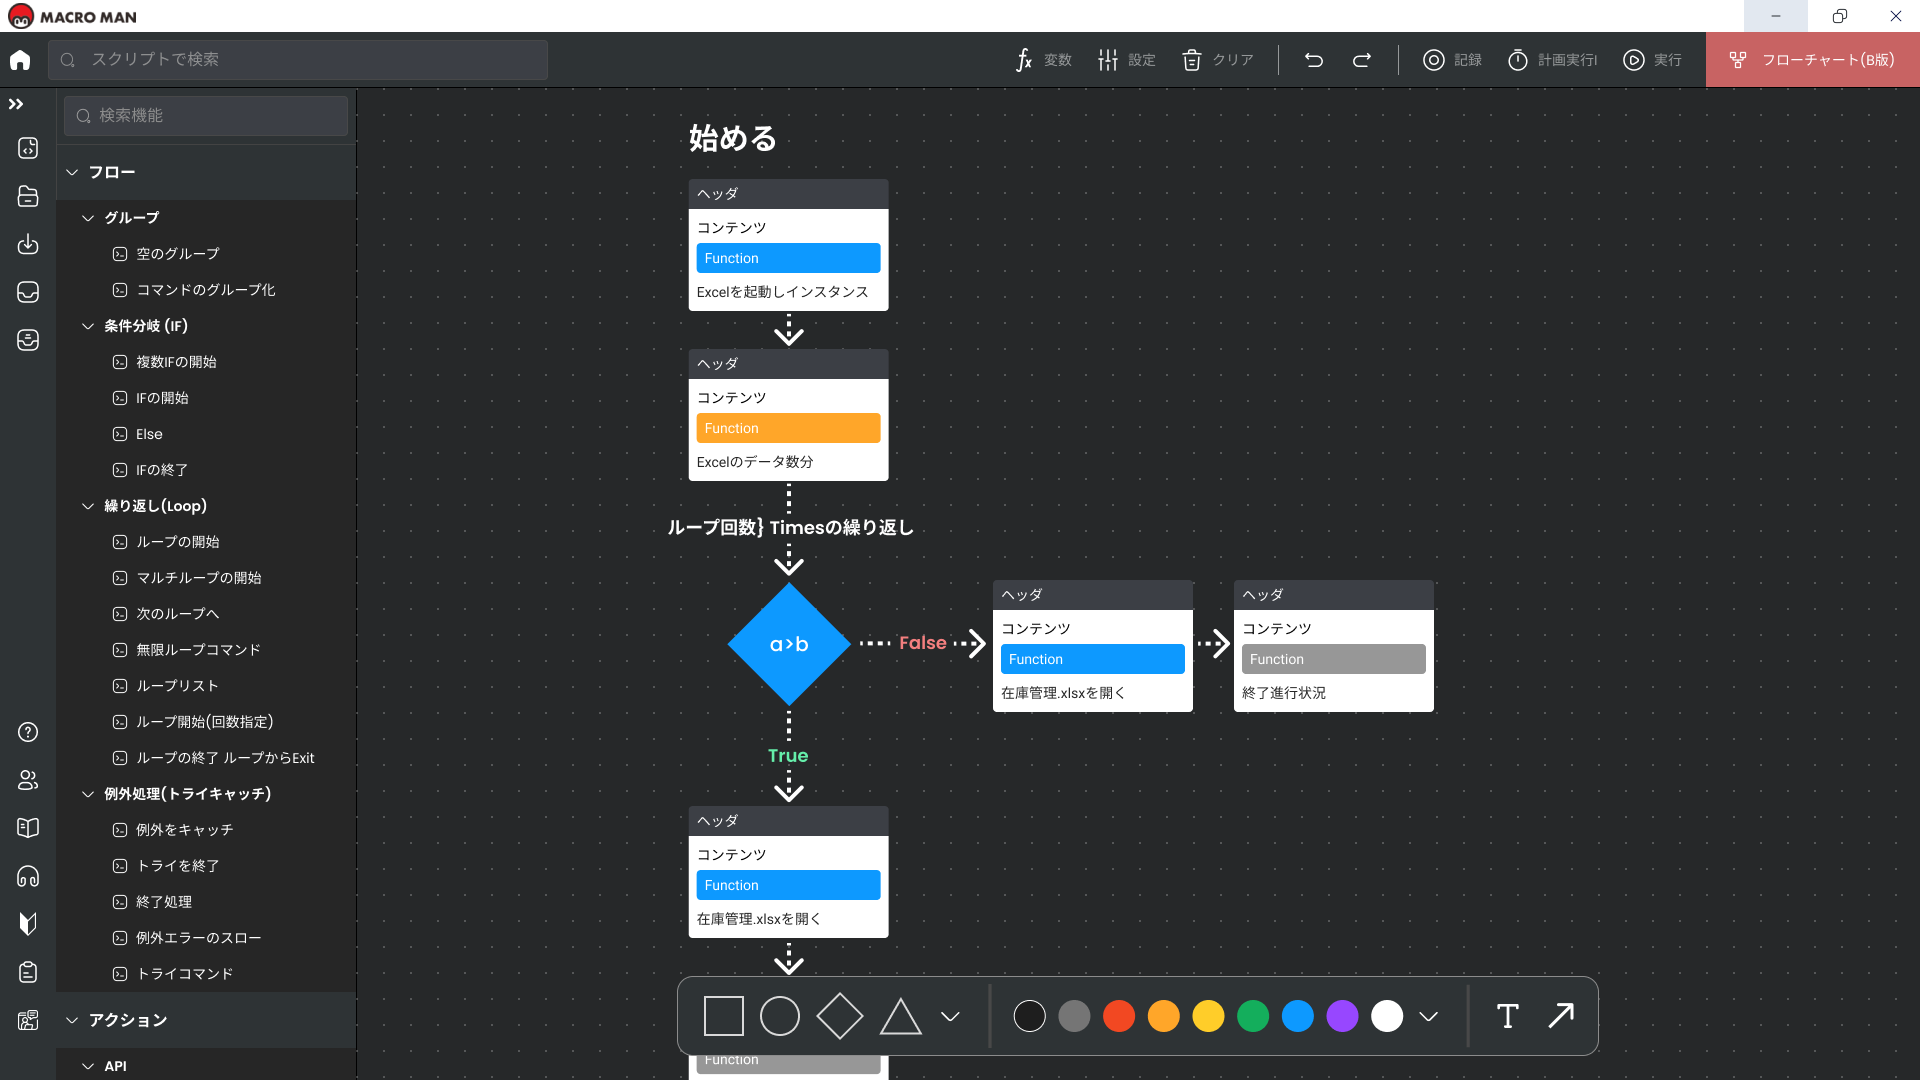 MACRO MAN
スクリプトで検索
変数
設定
クリア
記録
計画実行I
実行
フローチャート(B版)
検索機能
フロー
グループ
空のグループ
コマンドのグループ化
条件分岐 (IF)
複数IFの開始
IFの開始
Else
IFの終了
繰り返し(Loop)
ループの開始
マルチループの開始
次のループへ
無限ループコマンド
ループリスト
ループ開始(回数指定)
ループの終了 ループからExit
例外処理(トライキャッチ)
例外をキャッチ
トライを終了
終了処理
例外エラーのスロー
トライコマンド
アクション
API
始める
ヘッダ
コンテンツ
Function
Excelを起動しインスタンス
ヘッダ
コンテンツ
Function
Excelのデータ数分
ループ回数} Timesの繰り返し
a>b
False
ヘッダ
コンテンツ
Function
在庫管理.xlsxを開く
ヘッダ
コンテンツ
Function
終了進行状況
True
ヘッダ
コンテンツ
Function
在庫管理.xlsxを開く
T
Function